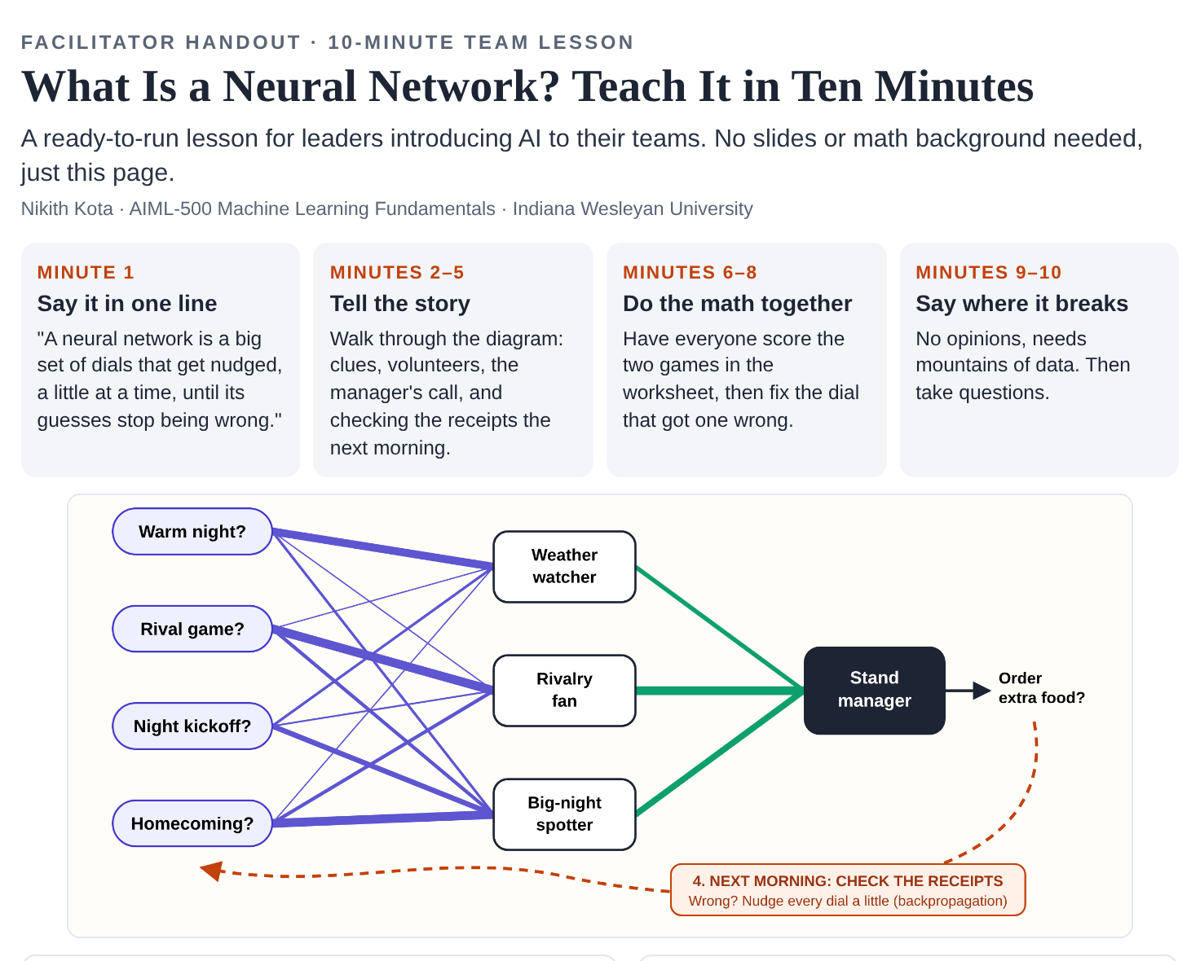 FACILITATOR HANDOUT · 10-MINUTE TEAM LESSON
What Is a Neural Network? Teach It in Ten Minutes
A ready-to-run lesson for leaders introducing AI to their teams. No slides or math background needed,
just this page.
Nikith Kota · AIML-500 Machine Learning Fundamentals · Indiana Wesleyan University
MINUTE 1
Say it in one line
"A neural network is a big
set of dials that get nudged,
a little at a time, until its
guesses stop being wrong."
MINUTES 2–5
Tell the story
Walk through the diagram:
clues, volunteers, the
manager's call, and
checking the receipts the
next morning.
MINUTES 6–8
Do the math together
Have everyone score the
two games in the
worksheet, then fix the dial
that got one wrong.
MINUTES 9–10
Say where it breaks
No opinions, needs
mountains of data. Then
take questions.
Warm night?
Rival game?
Night kickoff?
Homecoming?
Weather
watcher
Rivalry
fan
Big-night
spotter
Stand
manager
Order
extra food?
4. NEXT MORNING: CHECK THE RECEIPTS
Wrong? Nudge every dial a little (backpropagation)